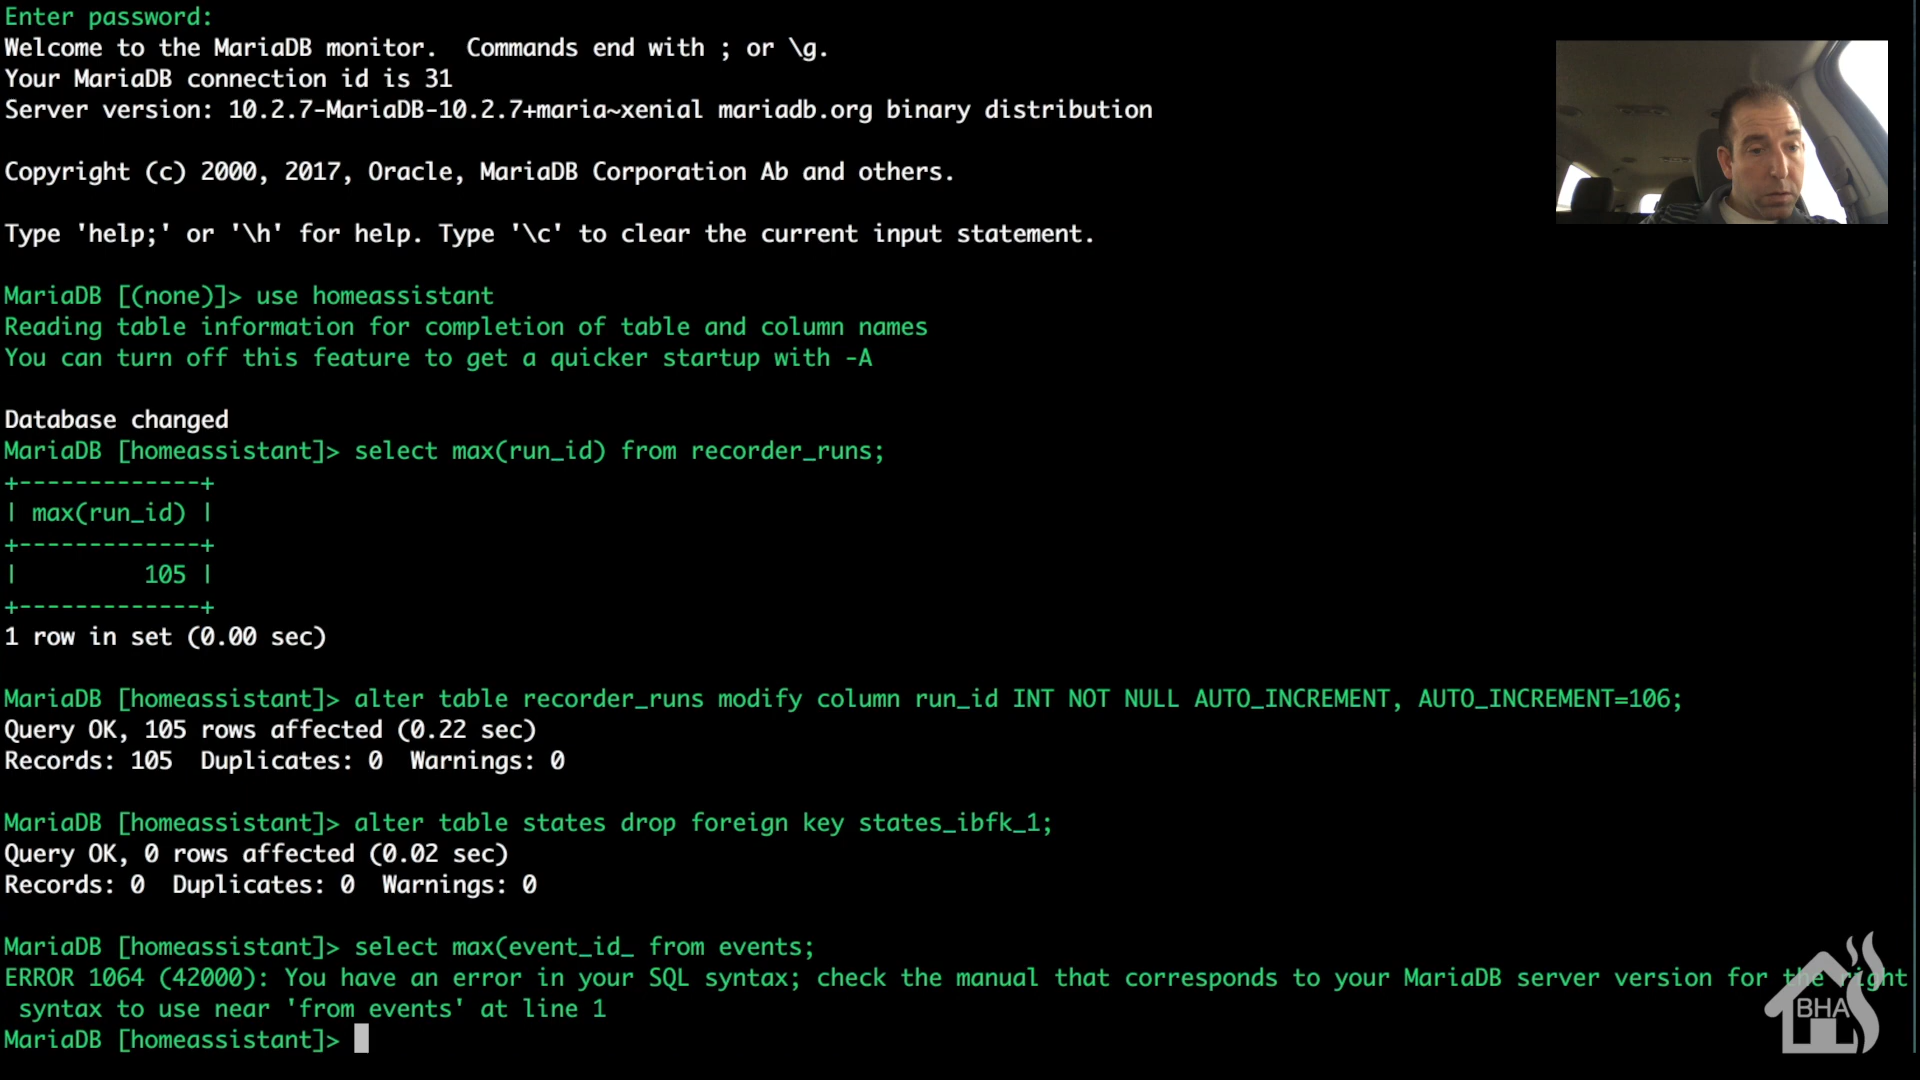 Enter password:
Welcome to the MariaDB monitor.  Commands end with ; or \g.
Your MariaDB connection id is 31
Server version: 10.2.7-MariaDB-10.2.7+maria~xenial mariadb.org binary distribution
Copyright (c) 2000, 2017, Oracle, MariaDB Corporation Ab and others.
Type 'help;' or '\h' for help. Type '\c' to clear the current input statement.
MariaDB [(none)]> use homeassistant
Reading table information for completion of table and column names
You can turn off this feature to get a quicker startup with -A
Database changed
MariaDB [homeassistant]> select max(run_id) from recorder_runs;
+-------------+
| max(run_id) |
+-------------+
|         105 |
+-------------+
1 row in set (0.00 sec)
MariaDB [homeassistant]> alter table recorder_runs modify column run_id INT NOT NULL AUTO_INCREMENT, AUTO_INCREMENT=106;
Query OK, 105 rows affected (0.22 sec)
Records: 105  Duplicates: 0  Warnings: 0
MariaDB [homeassistant]> alter table states drop foreign key states_ibfk_1;
Query OK, 0 rows affected (0.02 sec)
Records: 0  Duplicates: 0  Warnings: 0
MariaDB [homeassistant]> select max(event_id_ from events;
ERROR 1064 (42000): You have an error in your SQL syntax; check the manual that corresponds to your MariaDB server version for the right
 syntax to use near 'from events' at line 1
MariaDB [homeassistant]>
BHA